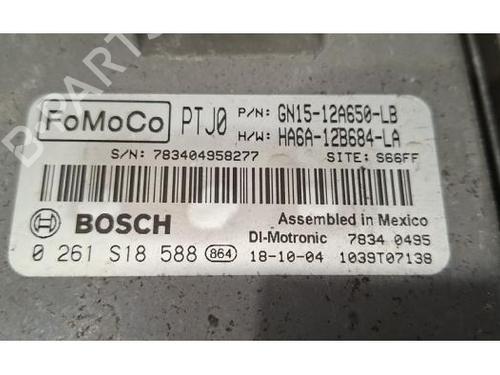 FoMoCo PTJ0 P/N: GN15-12A650-LB
H/W: HA6A-12B684-LA
S/N: 783404958277 SITE: S66FF
BOSCH Assembled in Mexico
DI-Motronic 7834 0495
0 261 S18 588 864 18-10-04 1039T07138